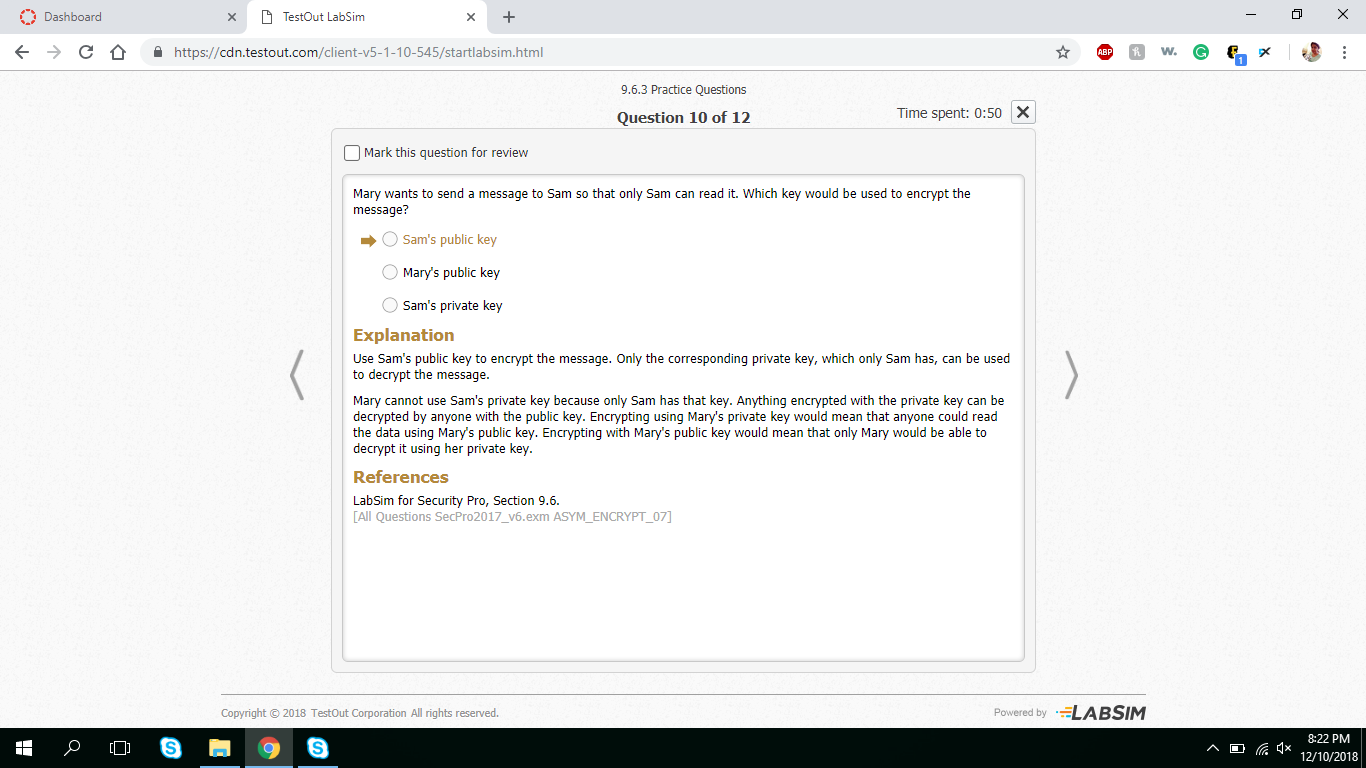 Dashboard
TestOut LabSim
https://cdn.testout.com/client-v5-1-10-545/startlabsim.html
ABP
w.
1
9.6.3 Practice Questions
Question 10 of 12
Time spent: 0:50
Mark this question for review
Mary wants to send a message to Sam so that only Sam can read it. Which key would be used to encrypt the
message?
Sam's public key
Mary's public key
Sam's private key
Explanation
Use Sam's public key to encrypt the message. Only the corresponding private key, which only Sam has, can be used
to decrypt the message.
Mary cannot use Sam's private key because only Sam has that key. Anything encrypted with the private key can be
decrypted by anyone with the public key. Encrypting using Mary's private key would mean that anyone could read
the data using Mary's public key. Encrypting with Mary's public key would mean that only Mary would be able to
decrypt it using her private key.
References
LabSim for Security Pro, Section 9.6.
[All Questions SecPro2017_v6.exm ASYM_ENCRYPT_07]
Copyright © 2018 TestOut Corporation All rights reserved.
Powered by LABSIM
8:22 PM
12/10/2018